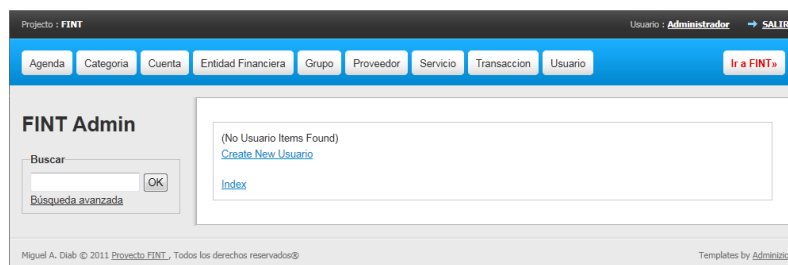 Projecto : FINT Usuario : Administrador → SALIR
Agenda Categoria Cuenta Entidad Financiera Grupo Proveedor Servicio Transaccion Usuario Ir a FINT»
FINT Admin
(No Usuario Items Found)
Create New Usuario
Index
Buscar
OK
Búsqueda avanzada
Miguel A. Diab © 2011 Proyecto FINT , Todos los derechos reservados® Templates by Adminizio